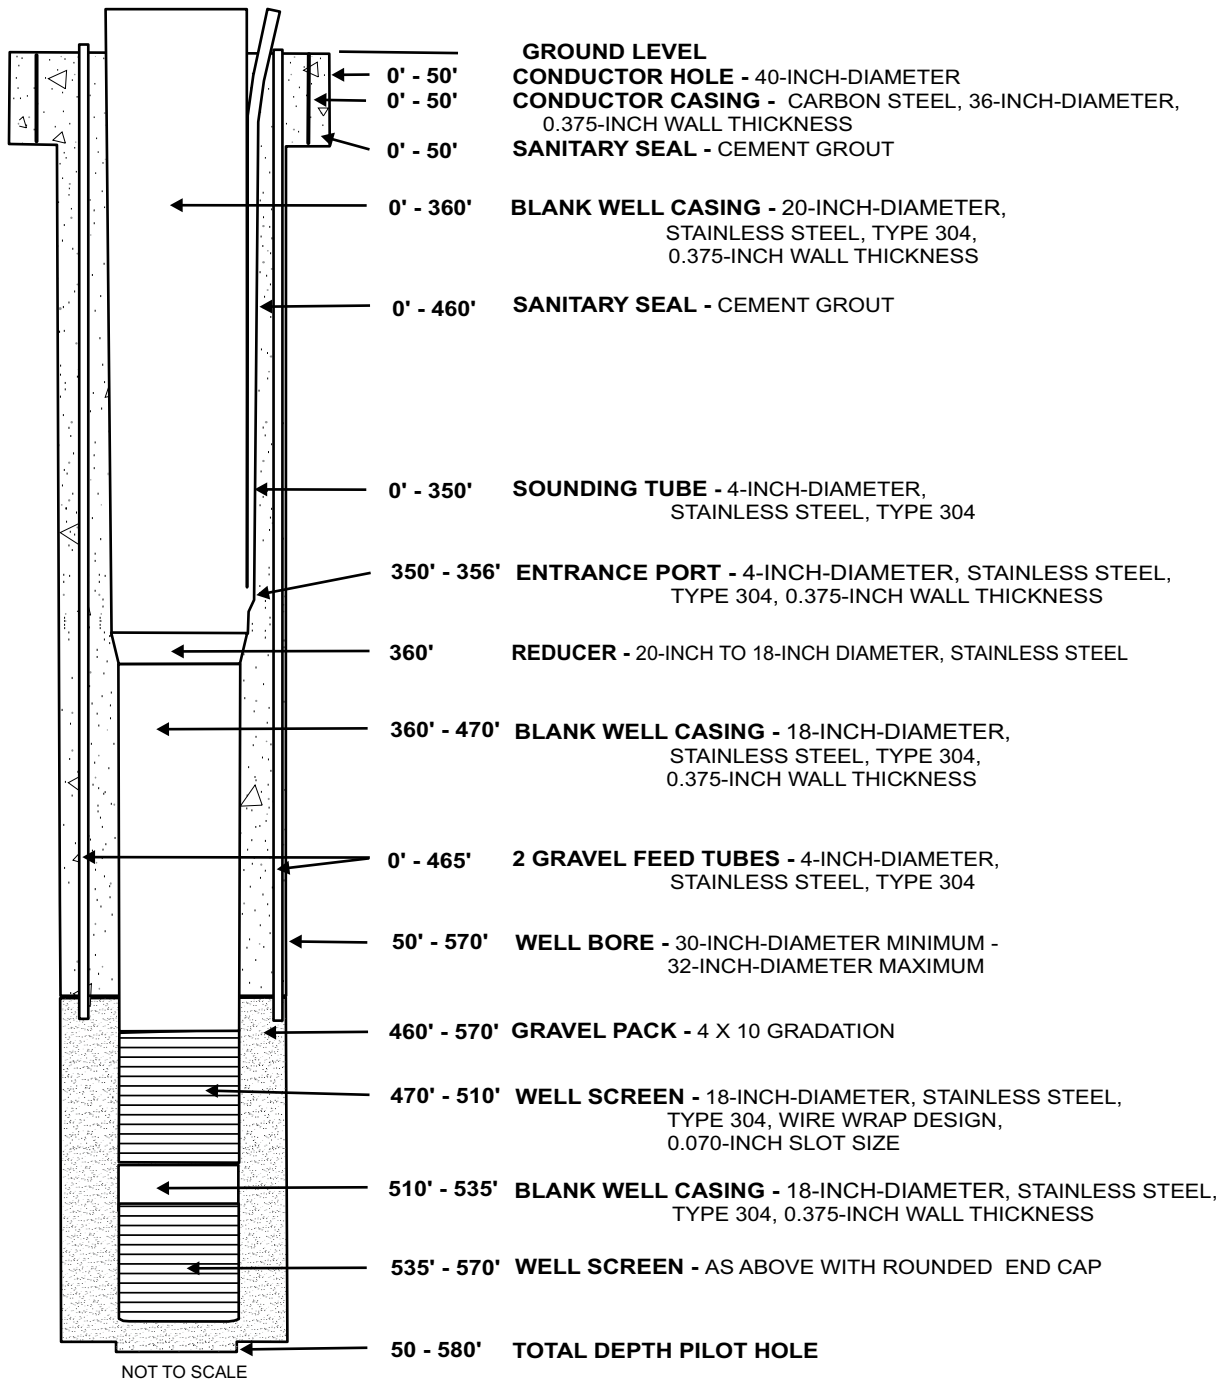 GROUND LEVEL
0' - 50' CONDUCTOR HOLE - 40-INCH-DIAMETER
0' - 50' CONDUCTOR CASING - CARBON STEEL, 36-INCH-DIAMETER,
0.375-INCH WALL THICKNESS
0' - 50' SANITARY SEAL - CEMENT GROUT
0' - 360' BLANK WELL CASING - 20-INCH-DIAMETER,
STAINLESS STEEL, TYPE 304,
0.375-INCH WALL THICKNESS
0' - 460' SANITARY SEAL - CEMENT GROUT
0' - 350' SOUNDING TUBE - 4-INCH-DIAMETER,
STAINLESS STEEL, TYPE 304
350' - 356' ENTRANCE PORT - 4-INCH-DIAMETER, STAINLESS STEEL,
TYPE 304, 0.375-INCH WALL THICKNESS
360' REDUCER - 20-INCH TO 18-INCH DIAMETER, STAINLESS STEEL
360' - 470' BLANK WELL CASING - 18-INCH-DIAMETER,
STAINLESS STEEL, TYPE 304,
0.375-INCH WALL THICKNESS
0' - 465' 2 GRAVEL FEED TUBES - 4-INCH-DIAMETER,
STAINLESS STEEL, TYPE 304
50' - 570' WELL BORE - 30-INCH-DIAMETER MINIMUM -
32-INCH-DIAMETER MAXIMUM
460' - 570' GRAVEL PACK - 4 X 10 GRADATION
470' - 510' WELL SCREEN - 18-INCH-DIAMETER, STAINLESS STEEL,
TYPE 304, WIRE WRAP DESIGN,
0.070-INCH SLOT SIZE
510' - 535' BLANK WELL CASING - 18-INCH-DIAMETER, STAINLESS STEEL,
TYPE 304, 0.375-INCH WALL THICKNESS
535' - 570' WELL SCREEN - AS ABOVE WITH ROUNDED END CAP
50 - 580' TOTAL DEPTH PILOT HOLE
NOT TO SCALE